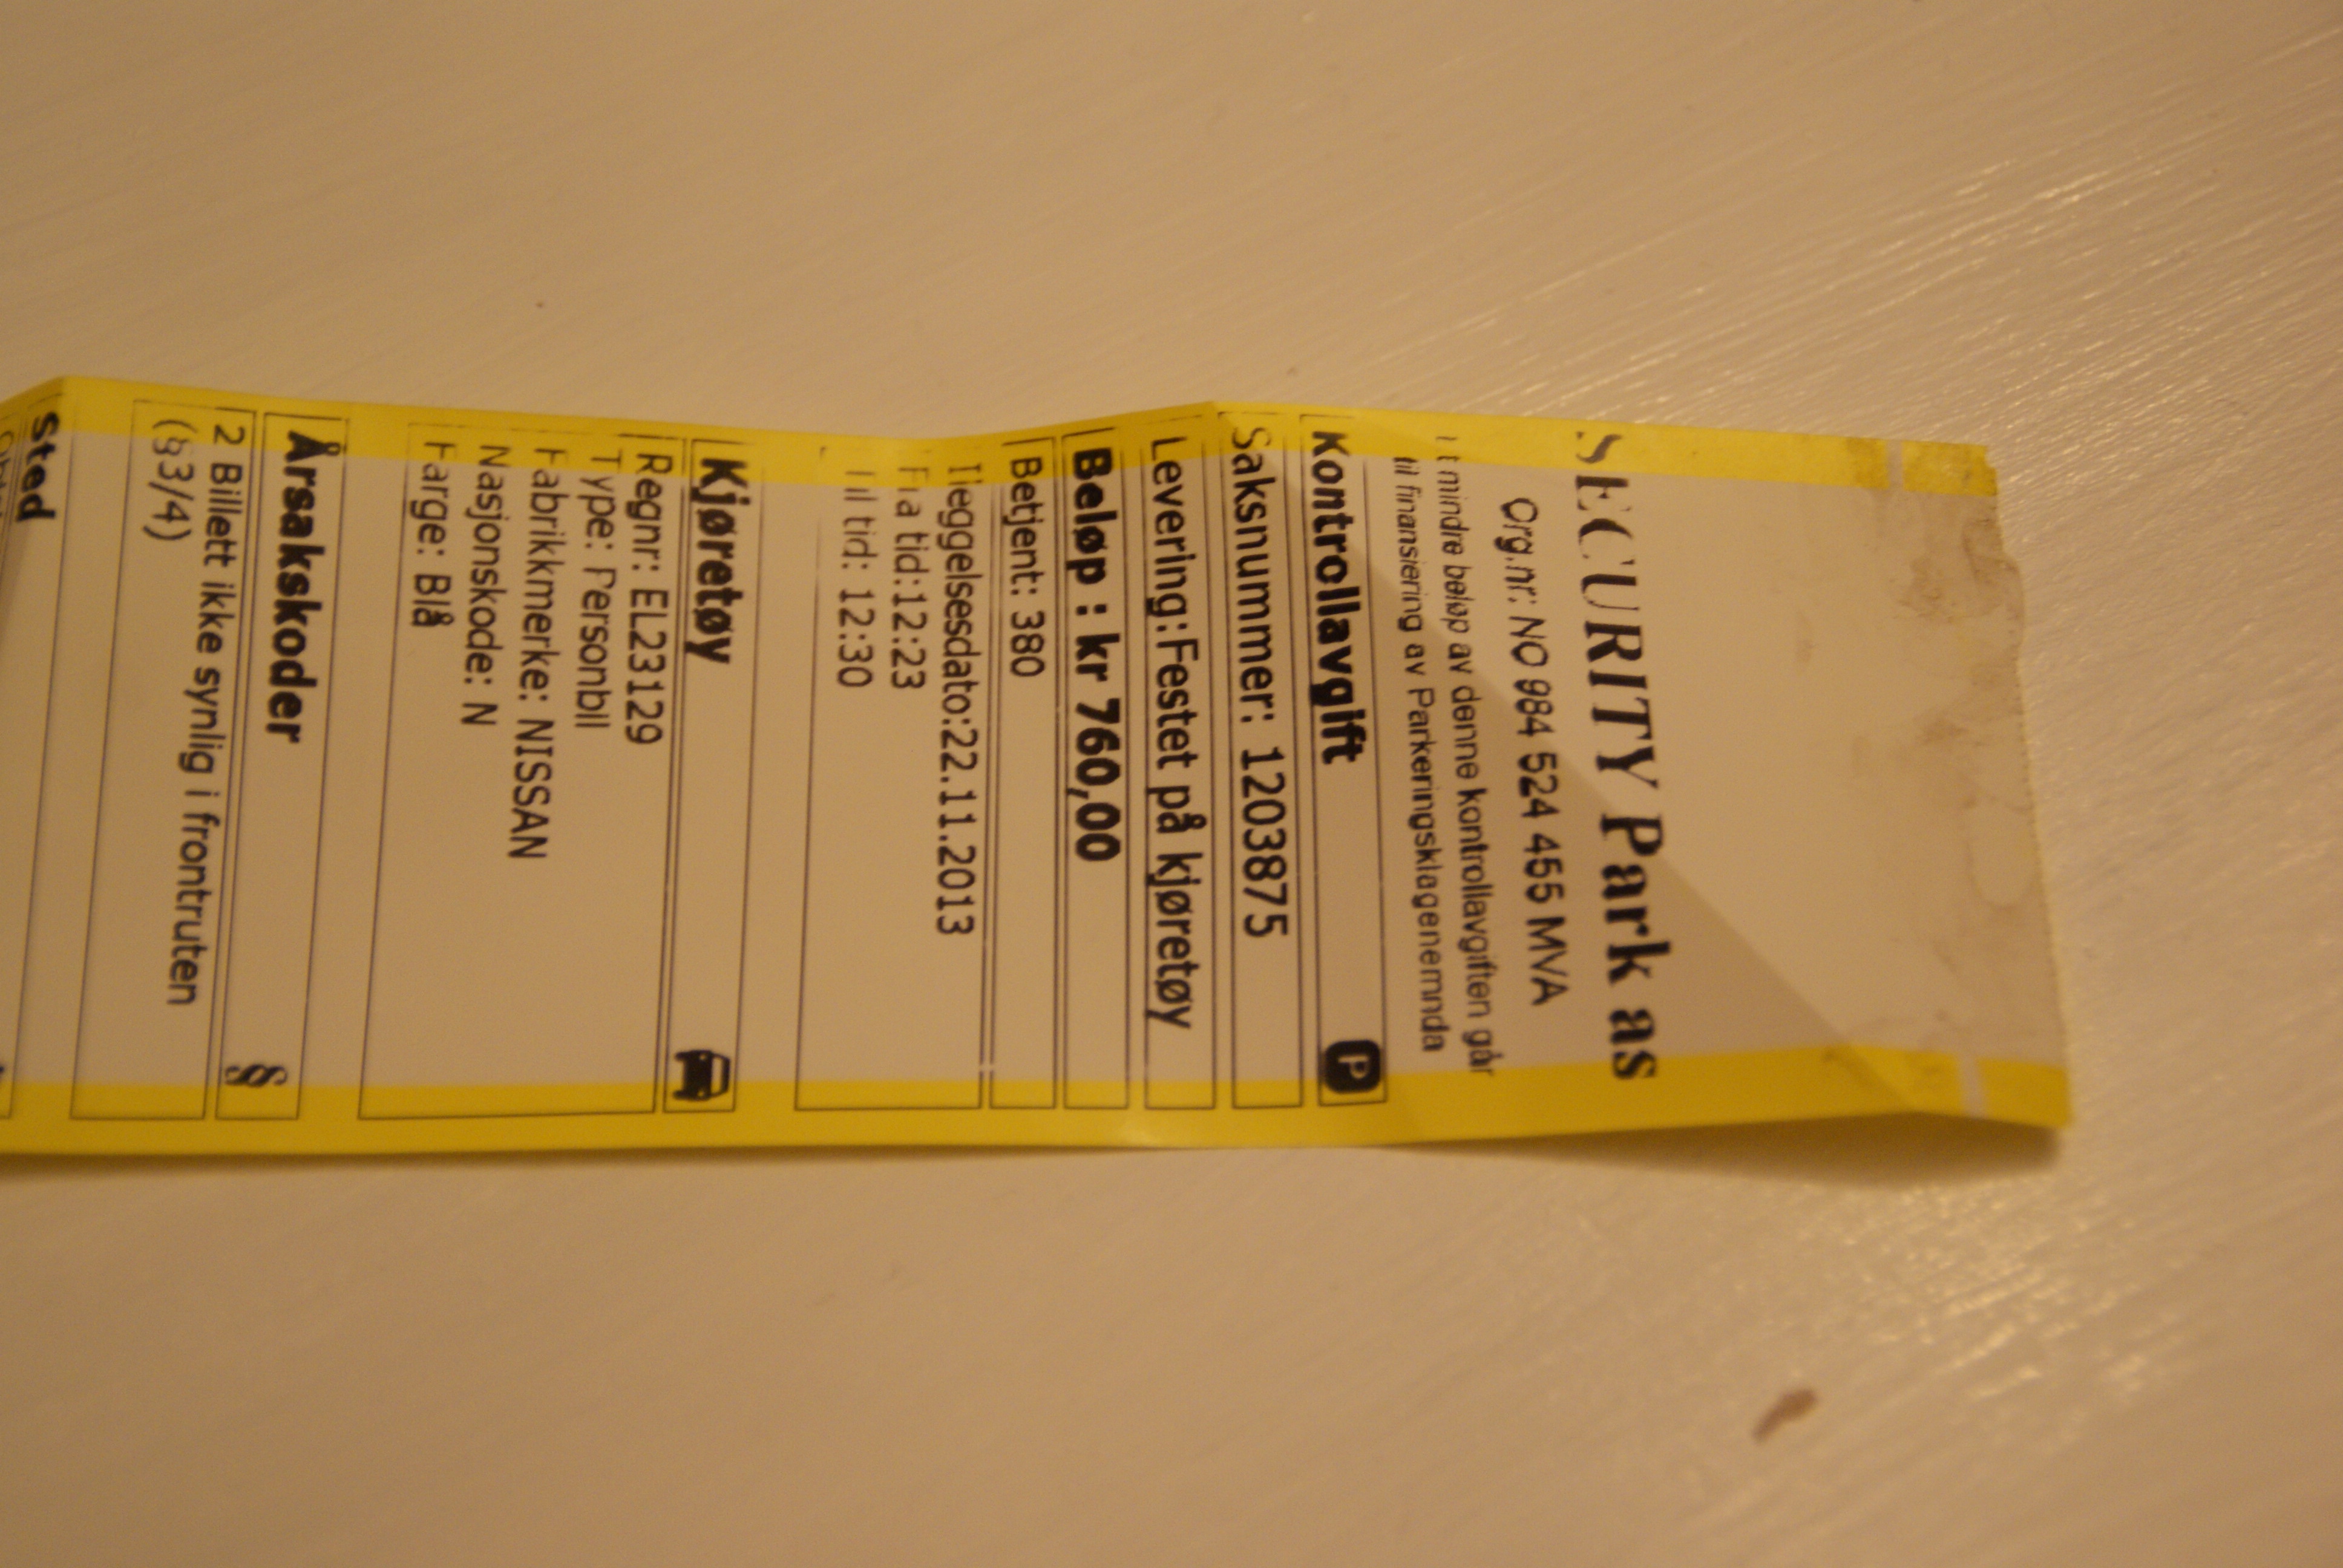 SECURITY Park as
Org.nr: NO 984 524 455 MVA
Et mindre beløp av denne kontrollavgiften går
til finansiering av Parkeringsklagenemnda
Kontrollavgift P
Saksnummer: 1203875
Levering:Festet på kjøretøy
Beløp : kr 760,00
Betjent: 380
Ileggelsesdato:22.11.2013
Fra tid:12:23
Til tid: 12:30
Kjøretøy
Regnr: EL23129
Type: Personbil
Fabrikkmerke: NISSAN
Nasjonskode: N
Farge: Blå
Årsakskoder §
2 Billett ikke synlig i frontruten
(§3/4)
Sted